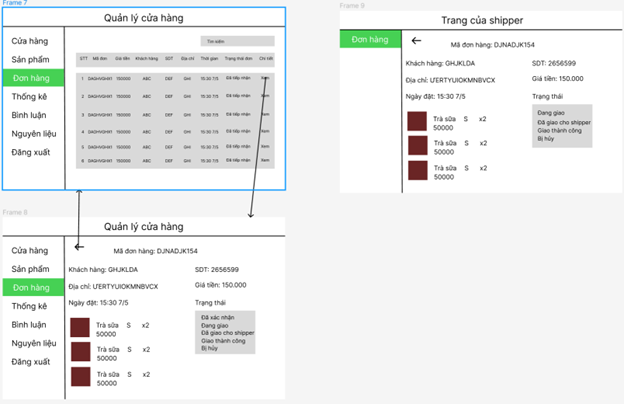 Frame 7
Quản lý cửa hàng
Cửa hàng
Sản phẩm
Đơn hàng
Thống kê
Bình luận
Nguyên liệu
Đăng xuất
Tìm kiếm
STT Mã đơn Giá tiền Khách hàng SDT Địa chỉ Thời gian Trạng thái đơn Chi tiết
1 DAGHVGHA1 150000 ABC DEF GHI 15:30 7/5 Đã tiếp nhận Xem
2 DAGHVGHA1 150000 ABC DEF GHI 15:30 7/5 Đã tiếp nhận Xem
3 DAGHVGHA1 150000 ABC DEF GHI 15:30 7/5 Đã tiếp nhận Xem
4 DAGHVGHA1 150000 ABC DEF GHI 15:30 7/5 Đã tiếp nhận Xem
5 DAGHVGHA1 150000 ABC DEF GHI 15:30 7/5 Đã tiếp nhận Xem
6 DAGHVGHA1 150000 ABC DEF GHI 15:30 7/5 Đã tiếp nhận Xem
Frame 9
Trang của shipper
Đơn hàng
Mã đơn hàng: DJNADJK154
Khách hàng: GHJKLDA SDT: 2656599
Địa chỉ: ƯERTYUIOKMNBVCX Giá tiền: 150.000
Ngày đặt: 15:30 7/5 Trạng thái
Đang giao
Đã giao cho shipper
Giao thành công
Bị hủy
Trà sữa S x2
50000
Trà sữa S x2
50000
Trà sữa S x2
50000
Frame 8
Quản lý cửa hàng
Cửa hàng
Sản phẩm
Đơn hàng
Thống kê
Bình luận
Nguyên liệu
Đăng xuất
Mã đơn hàng: DJNADJK154
Khách hàng: GHJKLDA SDT: 2656599
Địa chỉ: ƯERTYUIOKMNBVCX Giá tiền: 150.000
Ngày đặt: 15:30 7/5 Trạng thái
Đã xác nhận
Đang giao
Đã giao cho shipper
Giao thành công
Bị hủy
Trà sữa S x2
50000
Trà sữa S x2
50000
Trà sữa S x2
50000